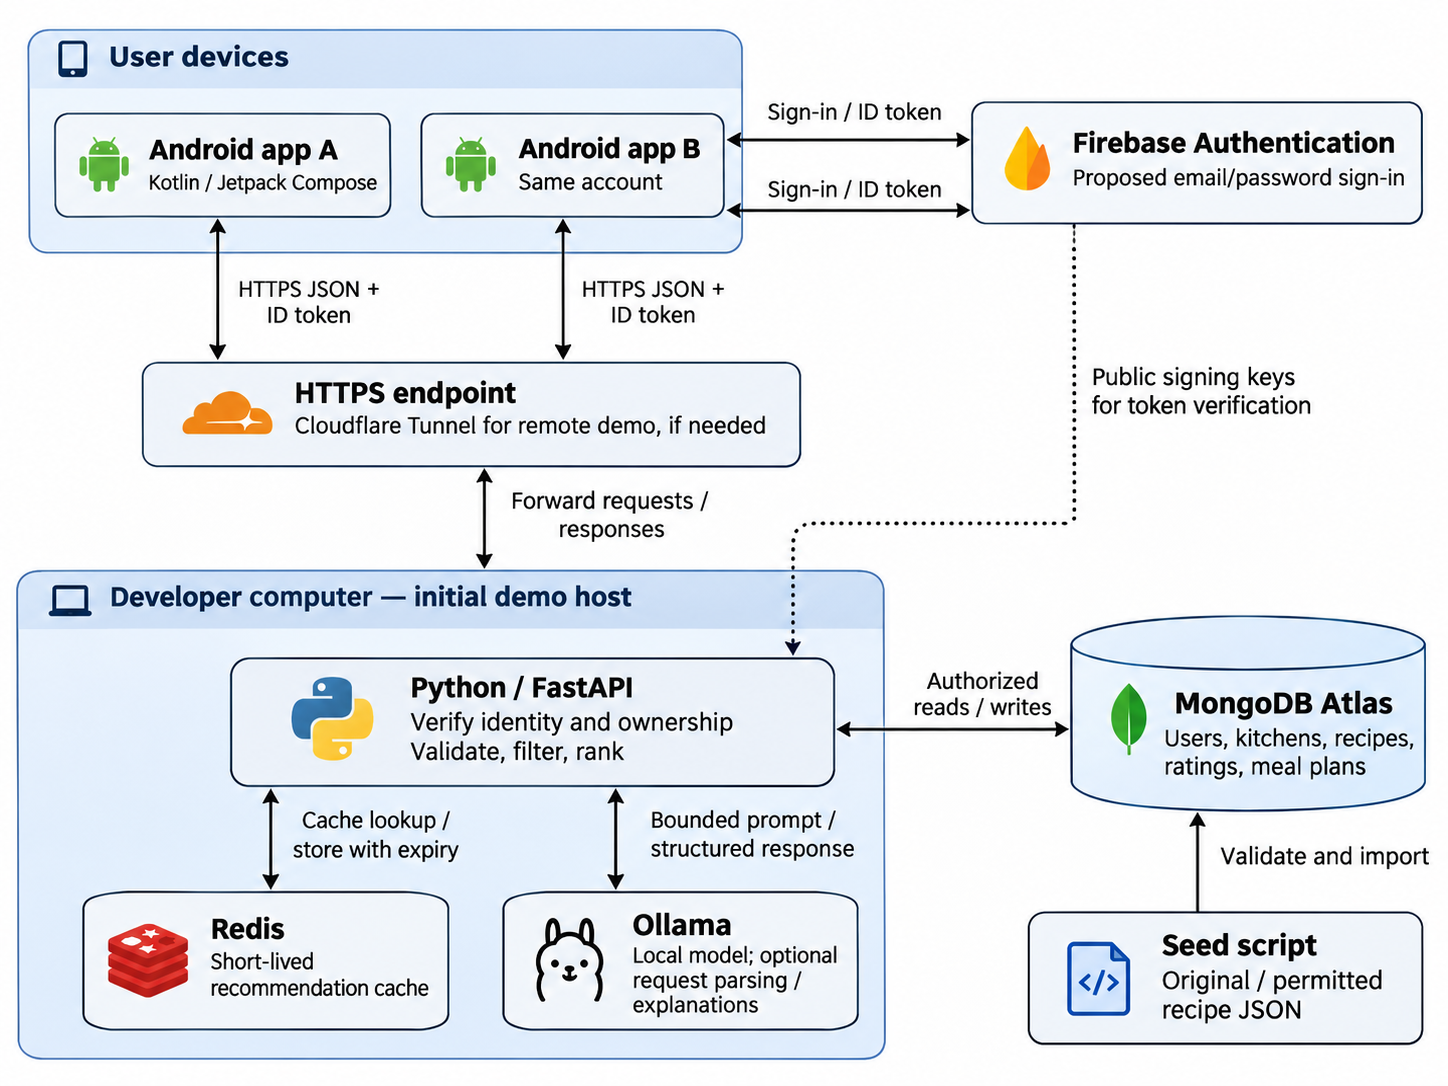 User devices
Android app A
Kotlin / Jetpack Compose
Android app B
Same account
Sign-in / ID token
Sign-in / ID token
Firebase Authentication
Proposed email/password sign-in
HTTPS JSON +
ID token
HTTPS JSON +
ID token
Public signing keys
for token verification
HTTPS endpoint
Cloudflare Tunnel for remote demo, if needed
Forward requests /
responses
Developer computer — initial demo host
Python / FastAPI
Verify identity and ownership
Validate, filter, rank
Authorized
reads / writes
MongoDB Atlas
Users, kitchens, recipes,
ratings, meal plans
Cache lookup /
store with expiry
Bounded prompt /
structured response
Validate and import
Redis
Short-lived
recommendation cache
Ollama
Local model; optional
request parsing /
explanations
Seed script
Original / permitted
recipe JSON